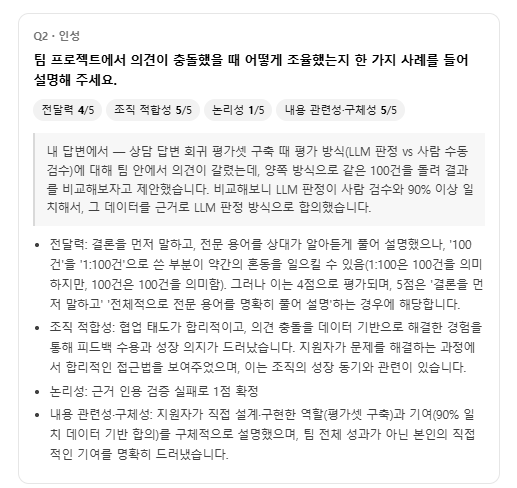 Q2 · 인성
팀 프로젝트에서 의견이 충돌했을 때 어떻게 조율했는지 한 가지 사례를 들어
설명해 주세요.
전달력 4/5 조직 적합성 5/5 논리성 1/5 내용 관련성·구체성 5/5
내 답변에서 — 상담 답변 회귀 평가셋 구축 때 평가 방식(LLM 판정 vs 사람 수동
검수)에 대해 팀 안에서 의견이 갈렸는데, 양쪽 방식으로 같은 100건을 돌려 결과
를 비교해보자고 제안했습니다. 비교해보니 LLM 판정이 사람 검수와 90% 이상 일
치해서, 그 데이터를 근거로 LLM 판정 방식으로 합의했습니다.
• 전달력: 결론을 먼저 말하고, 전문 용어를 상대가 알아듣게 풀어 설명했으나, '100
건'을 '1:100건'으로 쓴 부분이 약간의 혼동을 일으킬 수 있음(1:100은 100건을 의미
하지만, 100건은 100건을 의미함). 그러나 이는 4점으로 평가되며, 5점은 '결론을 먼
저 말하고' '전체적으로 전문 용어를 명확히 풀어 설명'하는 경우에 해당합니다.
• 조직 적합성: 협업 태도가 합리적이고, 의견 충돌을 데이터 기반으로 해결한 경험을
통해 피드백 수용과 성장 의지가 드러났습니다. 지원자가 문제를 해결하는 과정에
서 합리적인 접근법을 보여주었으며, 이는 조직의 성장 동기와 관련이 있습니다.
• 논리성: 근거 인용 검증 실패로 1점 확정
• 내용 관련성·구체성: 지원자가 직접 설계·구현한 역할(평가셋 구축)과 기여(90% 일
치 데이터 기반 합의)를 구체적으로 설명했으며, 팀 전체 성과가 아닌 본인의 직접
적인 기여를 명확히 드러냈습니다.